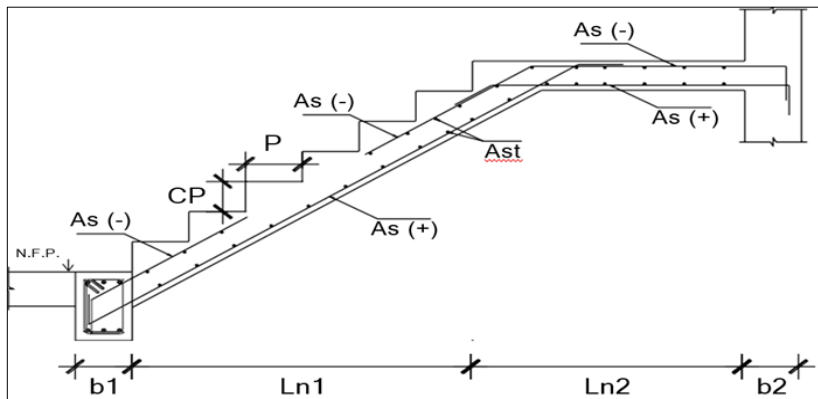 As (-)
As (-)
P
As (+)
Ast
CP
As (-)
As (+)
N.F.P.
b1
Ln1
Ln2
b2